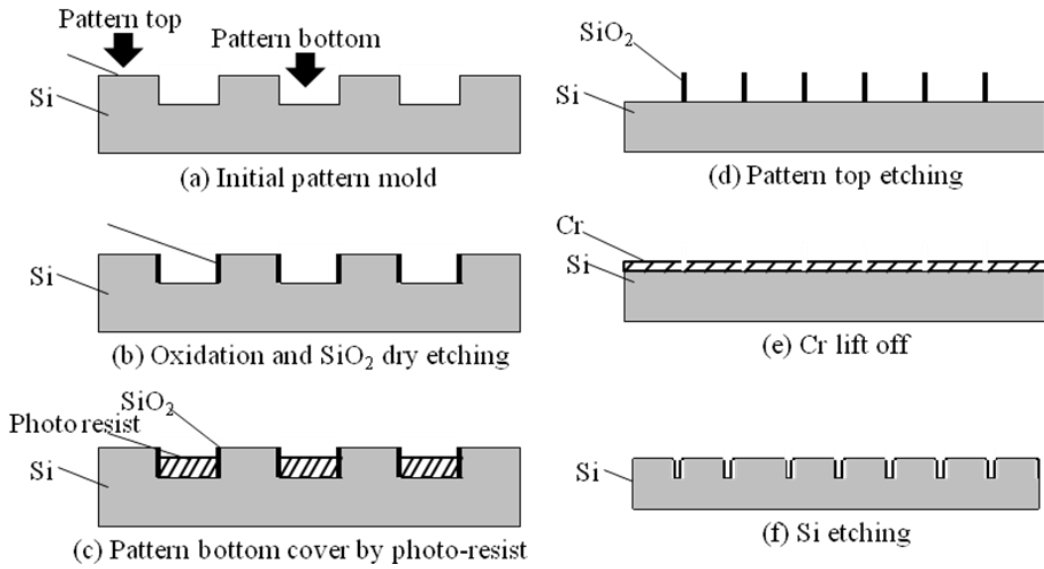 Pattern top
Pattern bottom
Si
(a) Initial pattern mold
Si
(b) Oxidation and SiO₂ dry etching
SiO₂
Photo resist
Si
(c) Pattern bottom cover by photo-resist
SiO₂
Si
(d) Pattern top etching
Cr
Si
(e) Cr lift off
Si
(f) Si etching